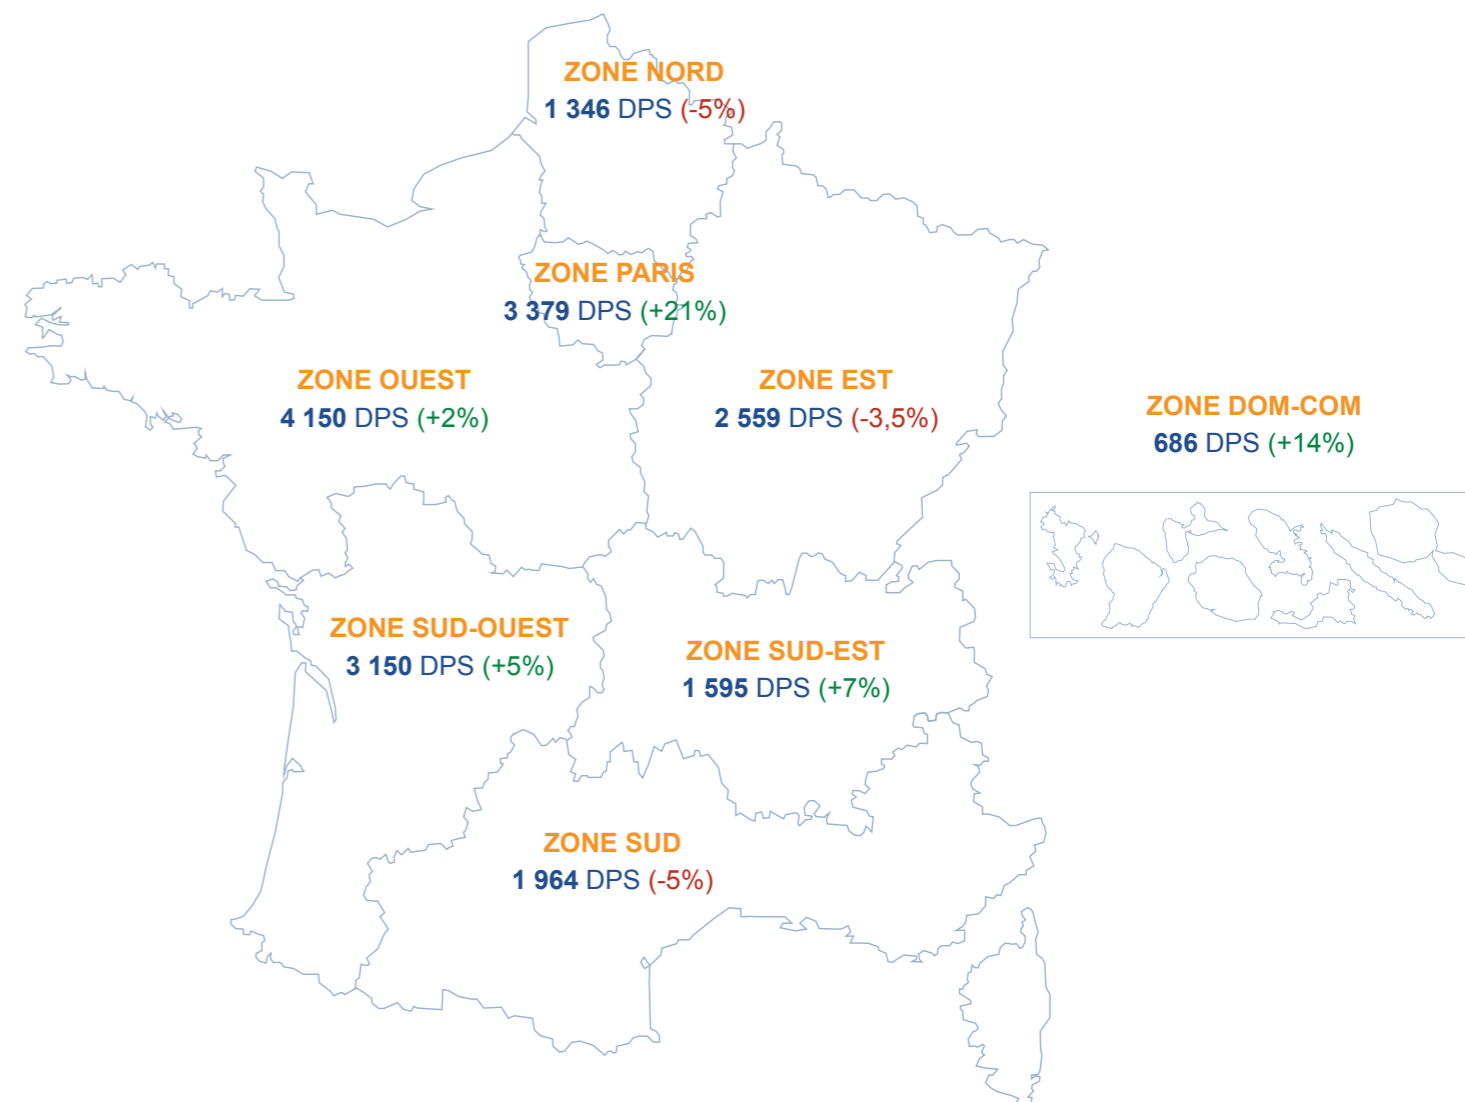 ZONE NORD
1 346 DPS (-5%)
ZONE PARIS
3 379 DPS (+21%)
ZONE OUEST
4 150 DPS (+2%)
ZONE EST
2 559 DPS (-3,5%)
ZONE DOM-COM
686 DPS (+14%)
ZONE SUD-OUEST
3 150 DPS (+5%)
ZONE SUD-EST
1 595 DPS (+7%)
ZONE SUD
1 964 DPS (-5%)